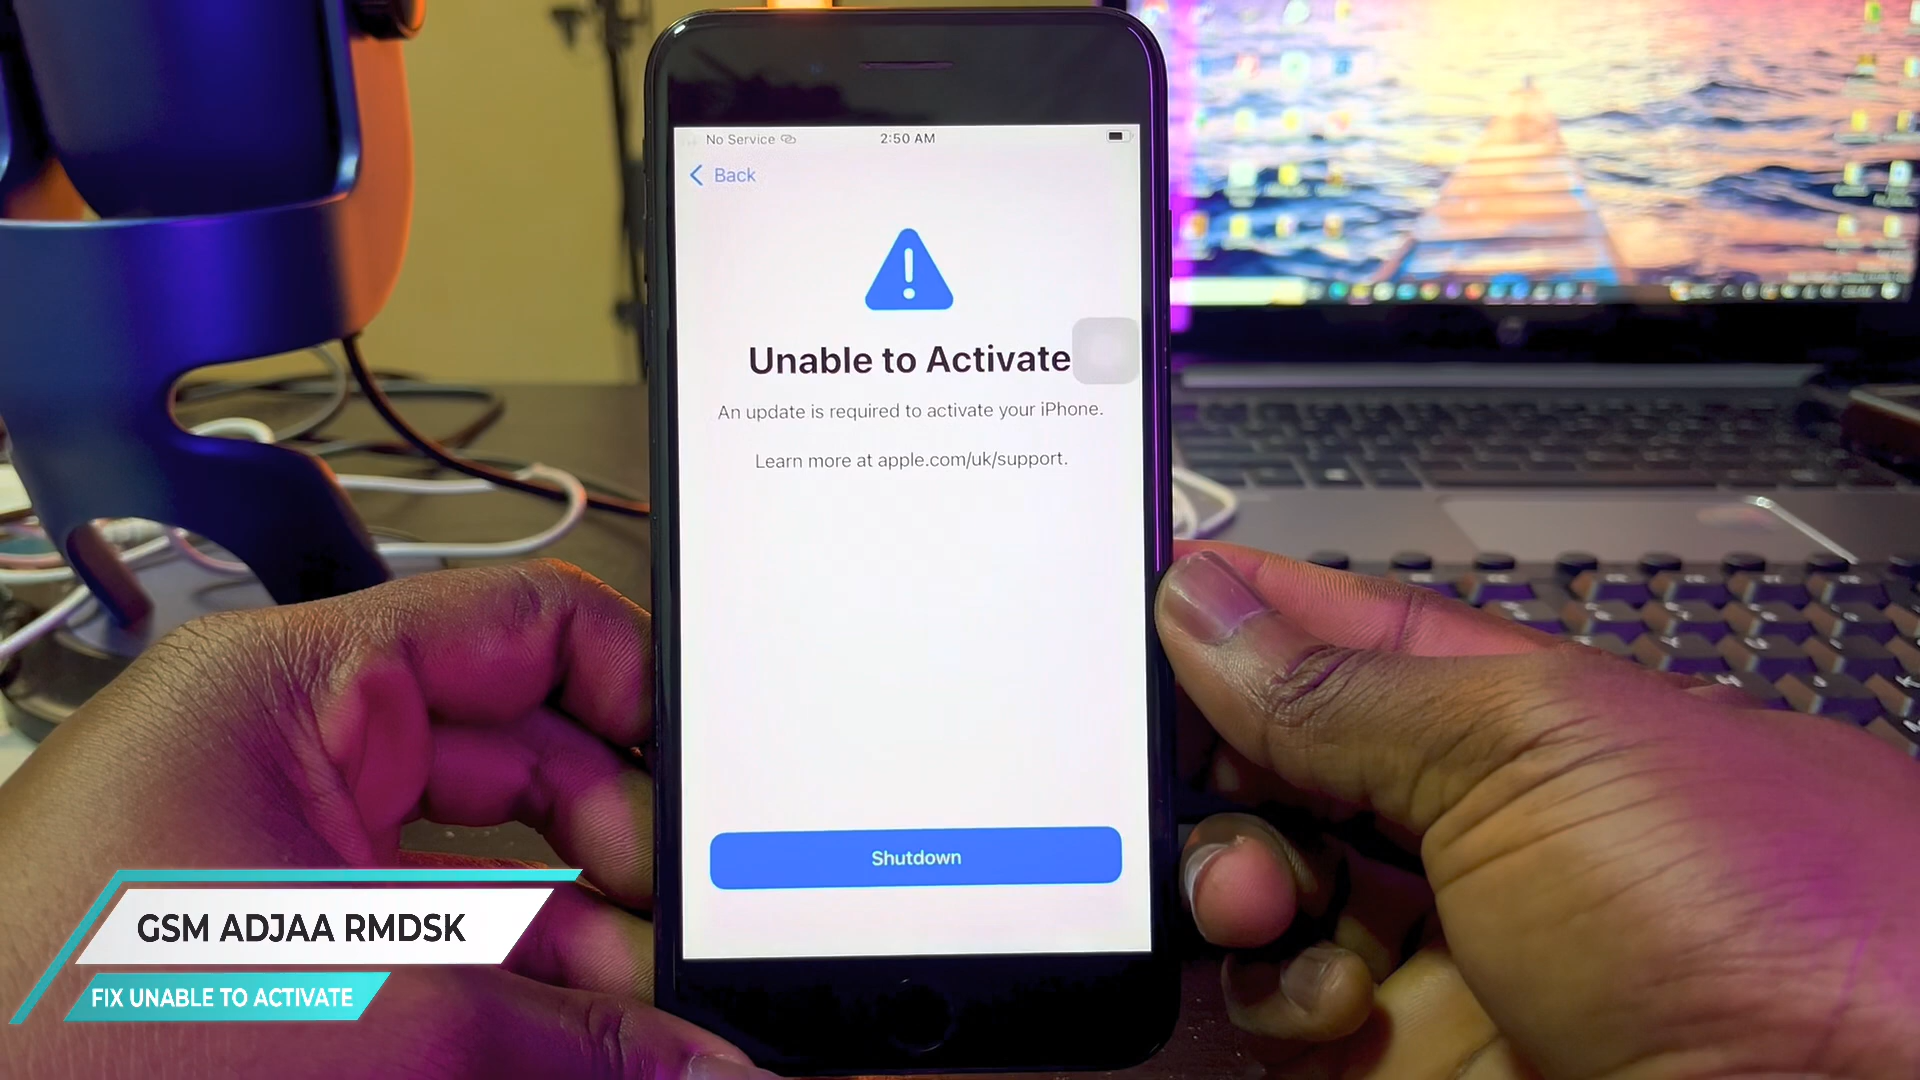 No Service
2:50 AM
Back
Unable to Activate
An update is required to activate your iPhone.
Learn more at apple.com/uk/support.
Shutdown
GSM ADJAA RMDSK
FIX UNABLE TO ACTIVATE